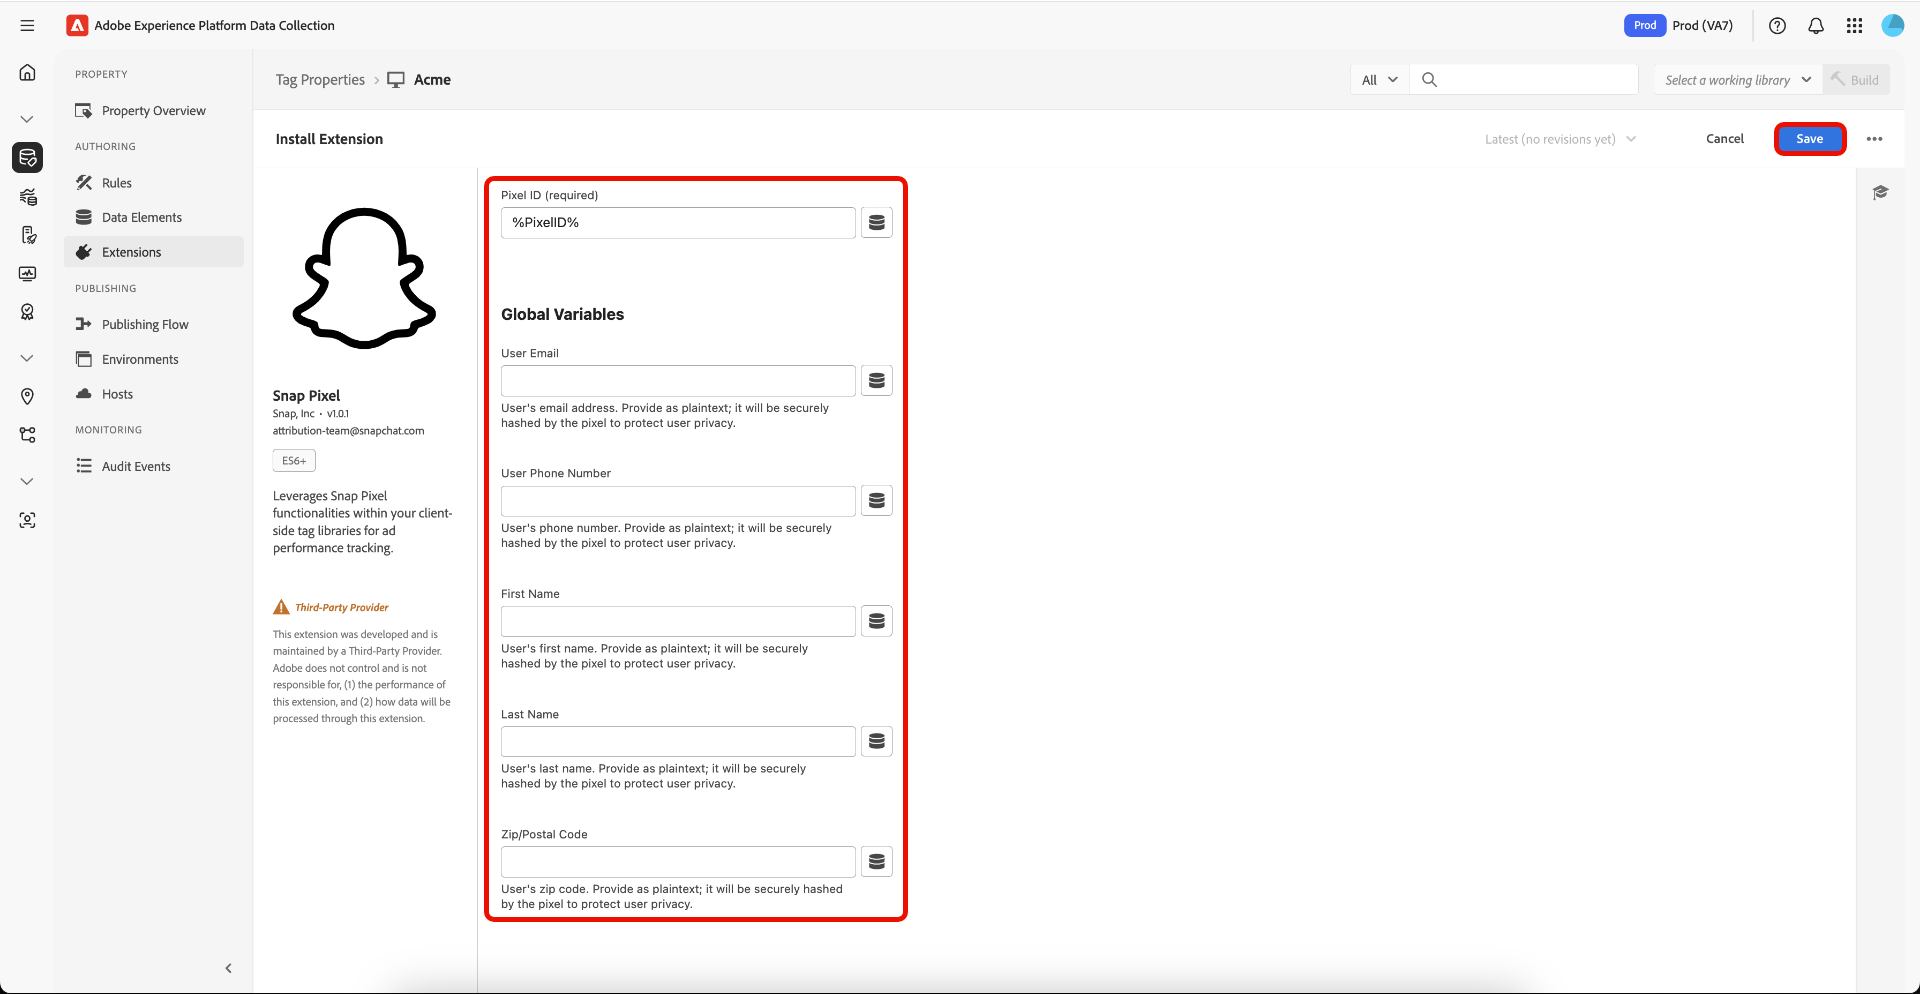 Adobe Experience Platform Data Collection
Prod
Prod (VA7)
PROPERTY
Property Overview
AUTHORING
Rules
Data Elements
Extensions
PUBLISHING
Publishing Flow
Environments
Hosts
MONITORING
Audit Events
Tag Properties
Acme
All
Select a working library
Build
Install Extension
Latest (no revisions yet)
Cancel
Save
Snap Pixel
Snap, Inc • v1.0.1
attribution-team@snapchat.com
ES6+
Leverages Snap Pixel
functionalities within your client-
side tag libraries for ad
performance tracking.
Third-Party Provider
This extension was developed and is
maintained by a Third-Party Provider.
Adobe does not control and is not
responsible for, (1) the performance of
this extension, and (2) how data will be
processed through this extension.
Pixel ID (required)
%PixelID%
Global Variables
User Email
User's email address. Provide as plaintext; it will be securely
hashed by the pixel to protect user privacy.
User Phone Number
User's phone number. Provide as plaintext; it will be securely
hashed by the pixel to protect user privacy.
First Name
User's first name. Provide as plaintext; it will be securely
hashed by the pixel to protect user privacy.
Last Name
User's last name. Provide as plaintext; it will be securely
hashed by the pixel to protect user privacy.
Zip/Postal Code
User's zip code. Provide as plaintext; it will be securely hashed
by the pixel to protect user privacy.